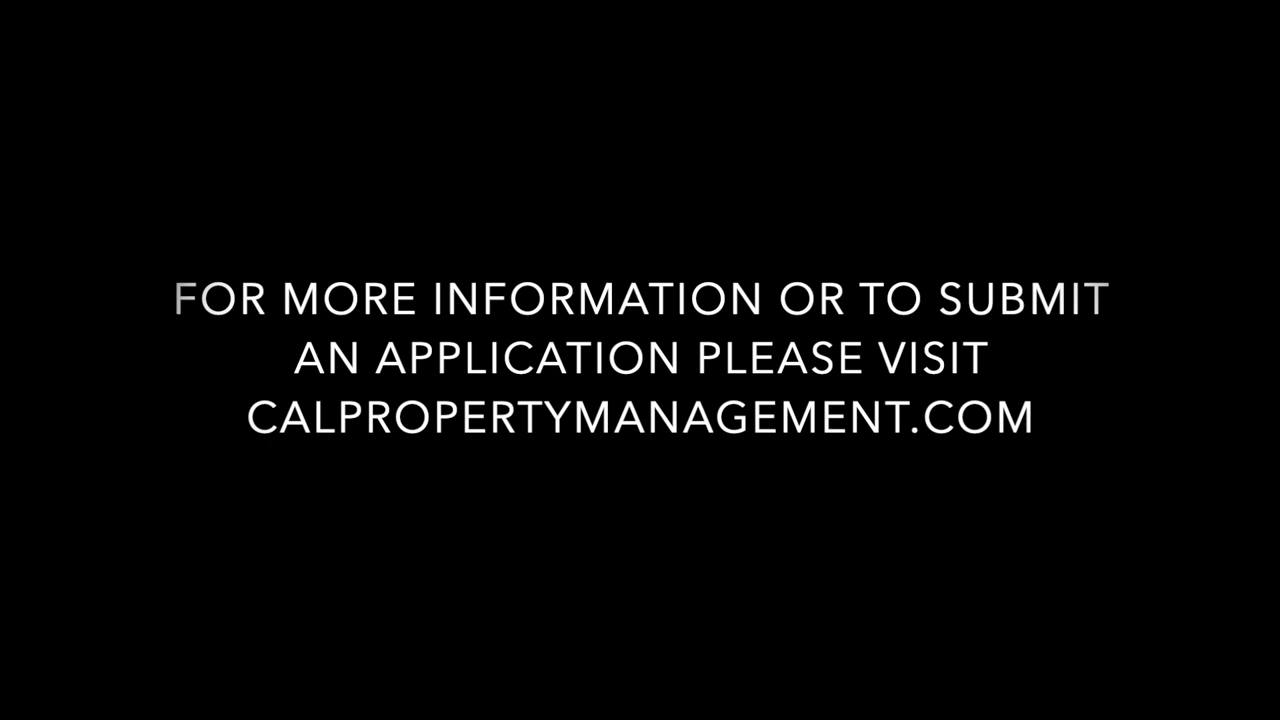 FOR MORE INFORMATION OR TO SUBMIT
AN APPLICATION PLEASE VISIT
CALPROPERTYMANAGEMENT.COM